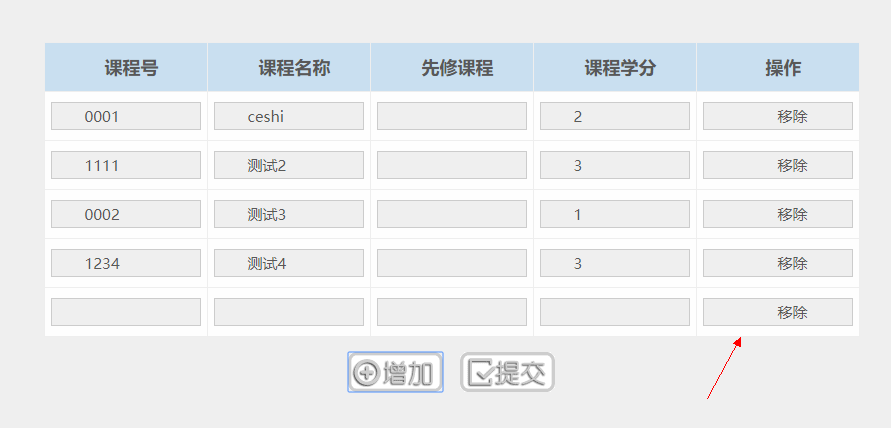 课程号 课程名称 先修课程 课程学分 操作
0001 ceshi 2 移除
1111 测试2 3 移除
0002 测试3 1 移除
1234 测试4 3 移除
移除
增加 提交